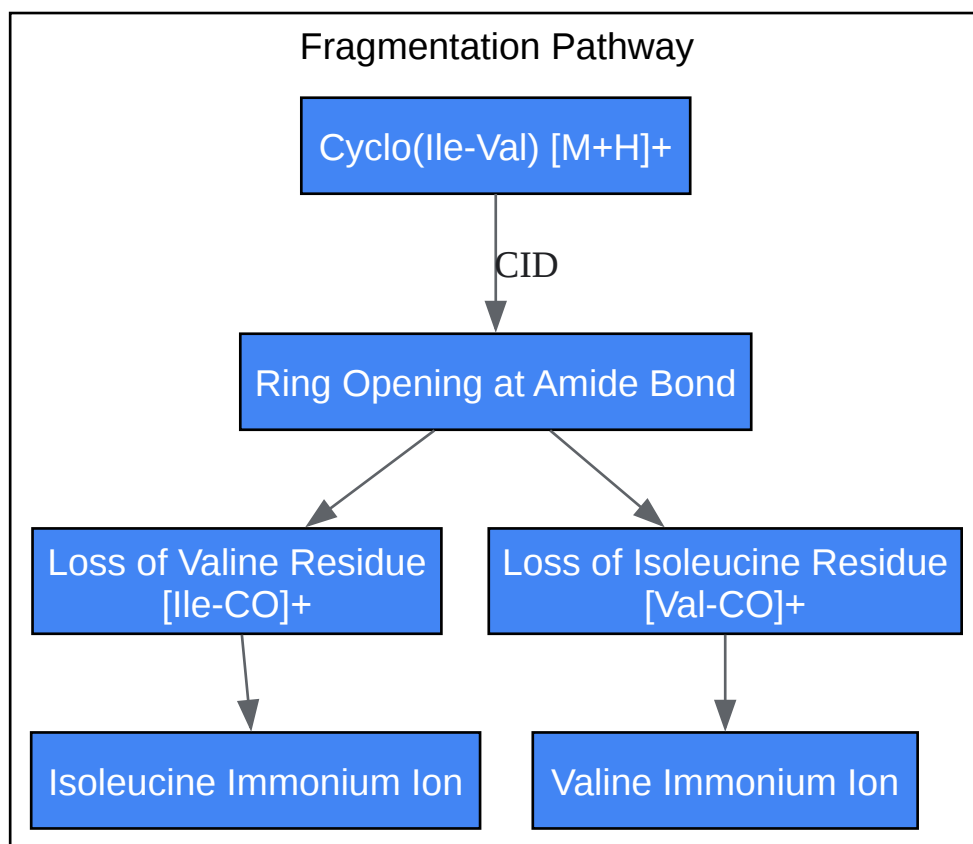 Fragmentation Pathway
Cyclo(Ile-Val) [M+H]+
CID
Ring Opening at Amide Bond
Loss of Valine Residue
[Ile-CO]+
Loss of Isoleucine Residue
[Val-CO]+
Isoleucine Immonium Ion
Valine Immonium Ion